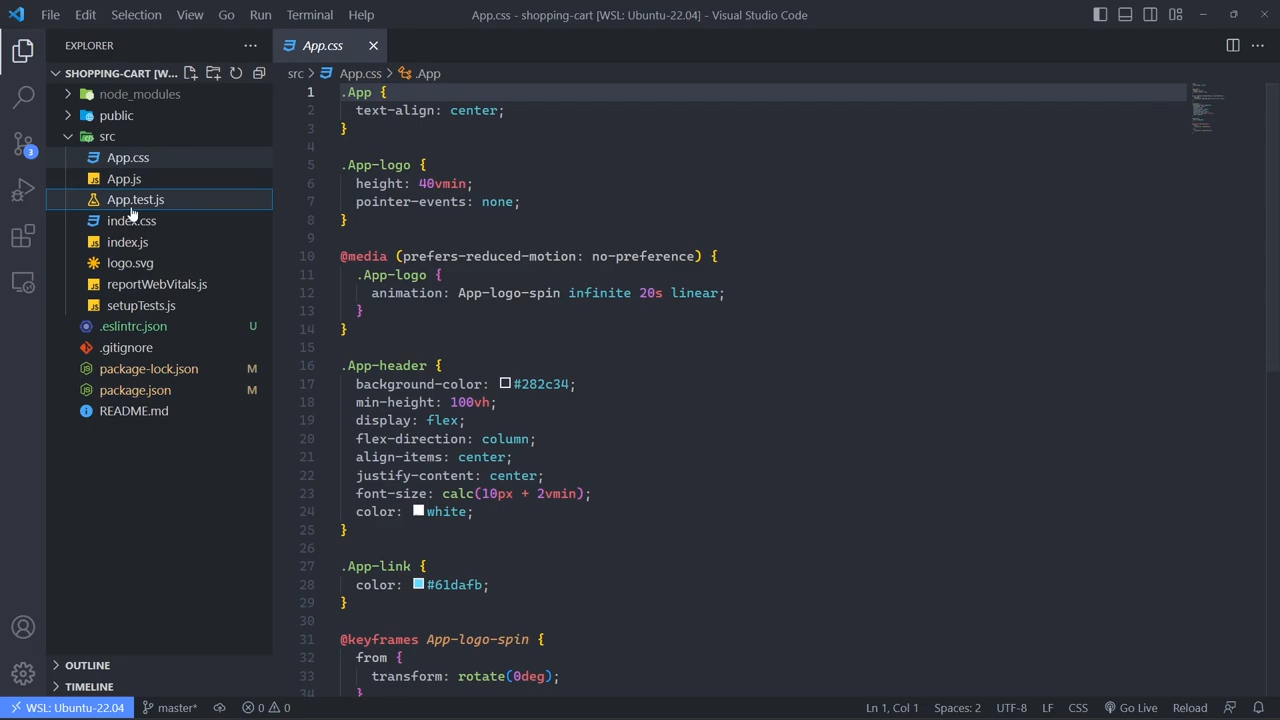 File Edit Selection View Go Run Terminal Help
App.css - shopping-cart [WSL: Ubuntu-22.04] - Visual Studio Code
EXPLORER
App.css
SHOPPING-CART [W...
src
App.css
.App
node_modules
public
src
App.css
App.js
App.test.js
index.css
index.js
logo.svg
reportWebVitals.js
setupTests.js
.eslintrc.json U
.gitignore
package-lock.json M
package.json M
README.md
3
OUTLINE
TIMELINE
1 .App {
2 text-align: center;
3 }
4
5 .App-logo {
6 height: 40vmin;
7 pointer-events: none;
8 }
9
10 @media (prefers-reduced-motion: no-preference) {
11 .App-logo {
12 animation: App-logo-spin infinite 20s linear;
13 }
14 }
15
16 .App-header {
17 background-color: #282c34;
18 min-height: 100vh;
19 display: flex;
20 flex-direction: column;
21 align-items: center;
22 justify-content: center;
23 font-size: calc(10px + 2vmin);
24 color: white;
25 }
26
27 .App-link {
28 color: #61dafb;
29 }
30
31 @keyframes App-logo-spin {
32 from {
33 transform: rotate(0deg);
34 }
WSL: Ubuntu-22.04 master* 0 0
Ln 1, Col 1 Spaces: 2 UTF-8 LF CSS Go Live Reload